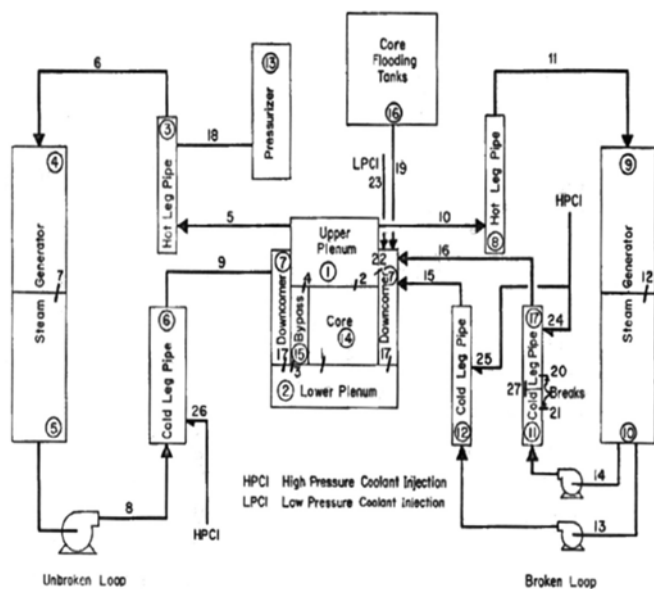 6
11
Core
Flooding
Tanks
13
Pressurizer
3
18
16
4
LPCI
19
23
9
Hot Leg Pipe
Hot Leg Pipe
HPCI
5
10
Upper
Plenum
8
Steam Generator
7
9
7
22
16
1
15
4
2
Downcomer
Bypass
Core
14
Downcomer
Steam Generator
12
6
17
24
Cold Leg Pipe
15
17
3
1
17
25
20
27
Breaks
21
Cold Leg Pipe
Cold Leg Pipe
2 Lower Plenum
5
26
12
11
10
HPCI High Pressure Coolant Injection
LPCI Low Pressure Coolant Injection
14
8
HPCI
13
Unbroken Loop
Broken Loop